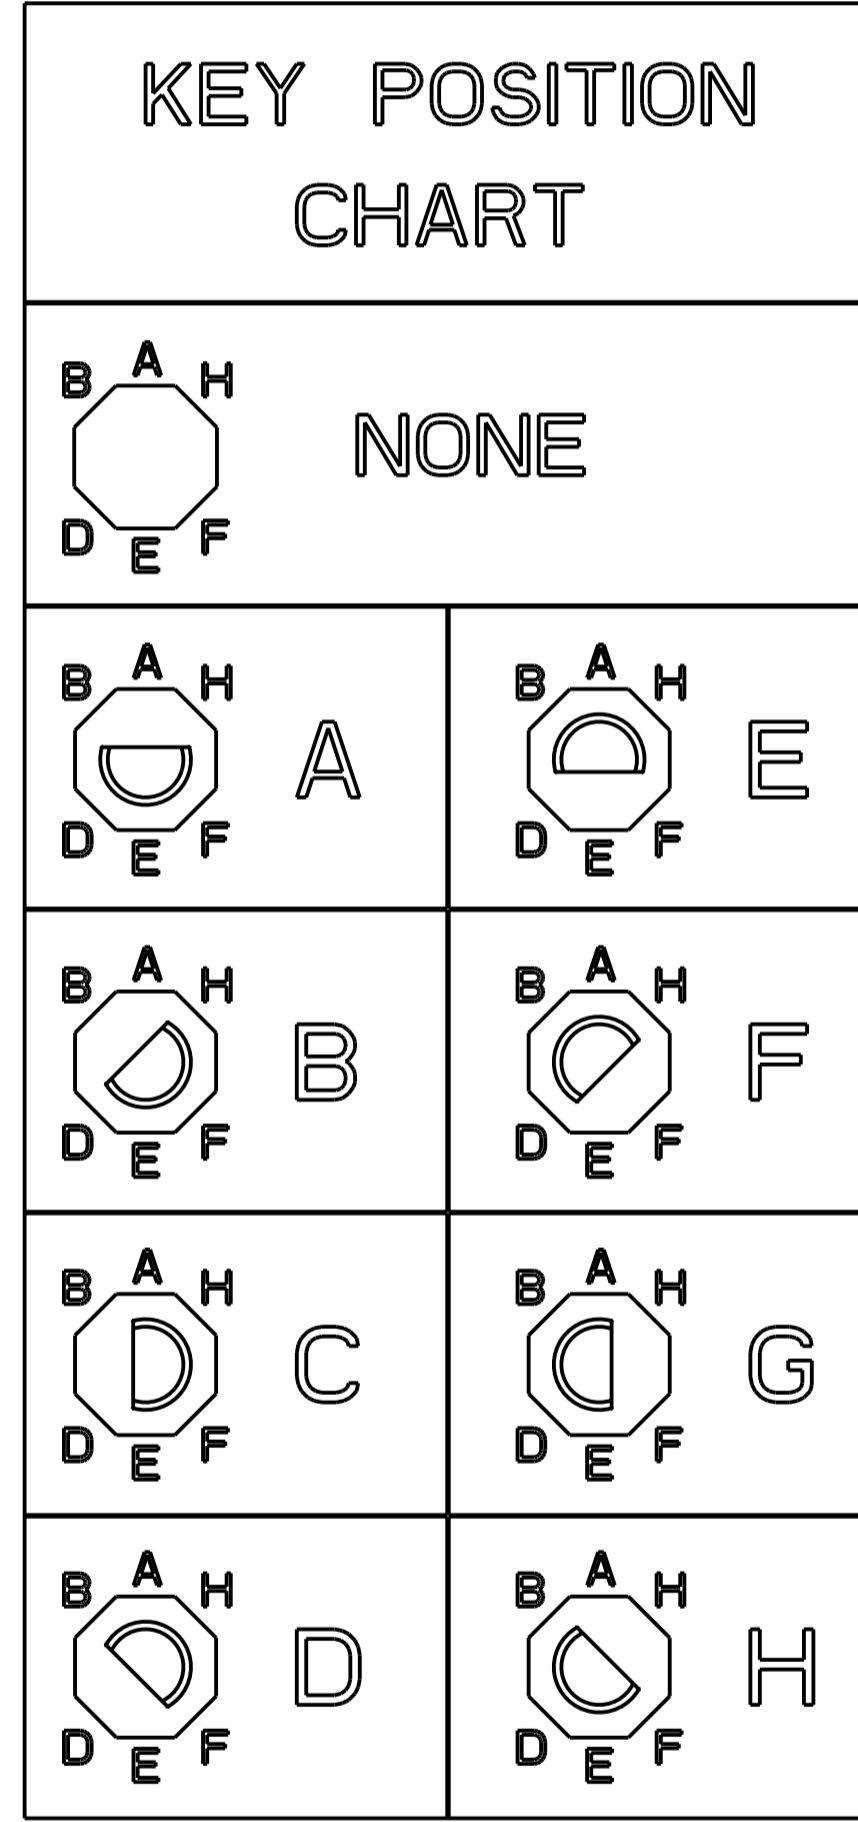 KEY POSITION
CHART
B A H
NONE
D E F
B A H B A H
A E
D E F D E F
B A H B A H
B F
D E F D E F
B A H B A H
C G
D E F D E F
B A H B A H
D H
D E F D E F